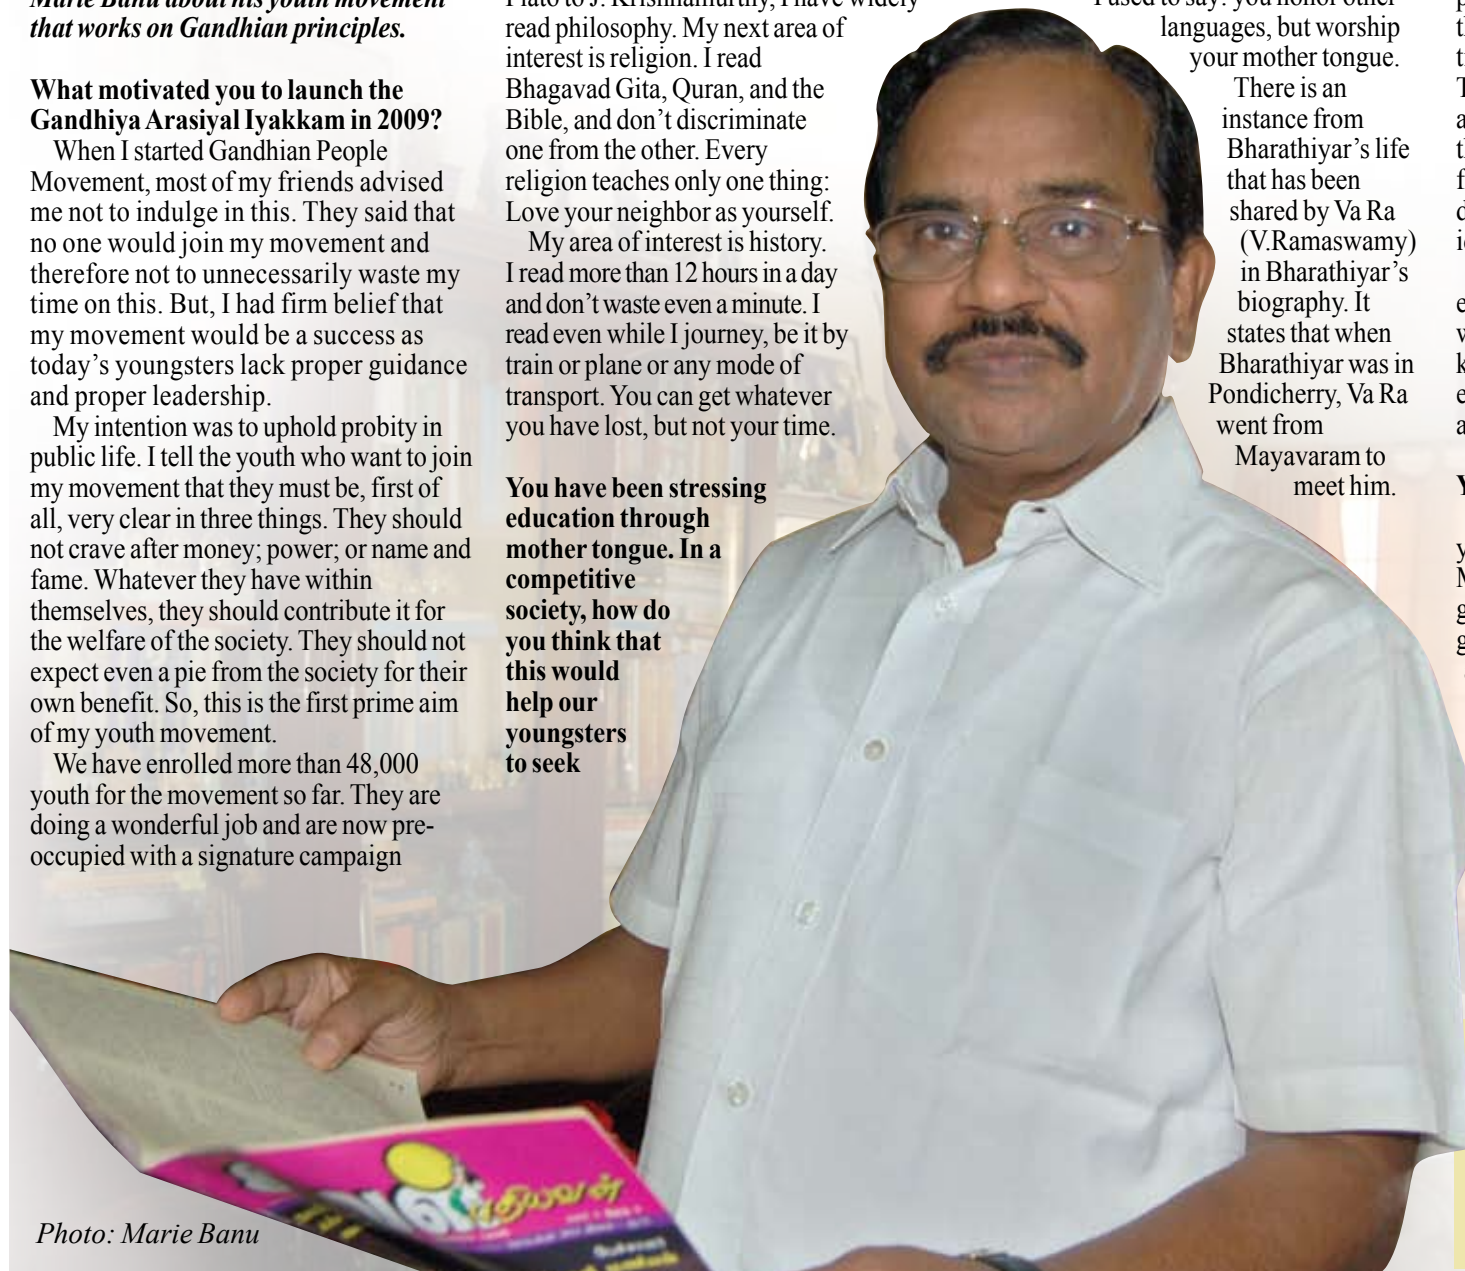 Marie Banu about his youth movement
that works on Gandhian principles.
What motivated you to launch the
Gandhiya Arasiyal Iyakkam in 2009?
When I started Gandhian People
Movement, most of my friends advised
me not to indulge in this. They said that
no one would join my movement and
therefore not to unnecessarily waste my
time on this. But, I had firm belief that
my movement would be a success as
today's youngsters lack proper guidance
and proper leadership.
My intention was to uphold probity in
public life. I tell the youth who want to join
my movement that they must be, first of
all, very clear in three things. They should
not crave after money; power; or name and
fame. Whatever they have within
themselves, they should contribute it for
the welfare of the society. They should not
expect even a pie from the society for their
own benefit. So, this is the first prime aim
of my youth movement.
We have enrolled more than 48,000
youth for the movement so far. They are
doing a wonderful job and are now pre-
occupied with a signature campaign
Plato to J. Krishnamurthy, I have widely
read philosophy. My next area of
interest is religion. I read
Bhagavad Gita, Quran, and the
Bible, and don't discriminate
one from the other. Every
religion teaches only one thing:
Love your neighbor as yourself.
My area of interest is history.
I read more than 12 hours in a day
and don't waste even a minute. I
read even while I journey, be it by
train or plane or any mode of
transport. You can get whatever
you have lost, but not your time.
You have been stressing
education through
mother tongue. In a
competitive
society, how do
you think that
this would
help our
youngsters
to seek
I used to say: you honor other
languages, but worship
your mother tongue.
There is an
instance from
Bharathiyar's life
that has been
shared by Va Ra
(V.Ramaswamy)
in Bharathiyar's
biography. It
states that when
Bharathiyar was in
Pondicherry, Va Ra
went from
Mayavaram to
meet him.
புதியவன்
Photo: Marie Banu